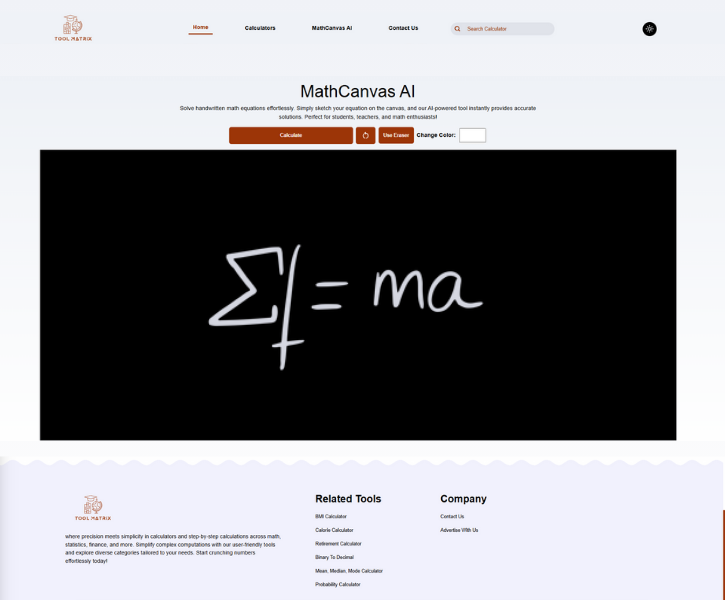 TOOL MATRIX
Home
Calculators
MathCanvas AI
Contact Us
Search Calculator
MathCanvas AI
Solve handwritten math equations effortlessly. Simply sketch your equation on the canvas, and our AI-powered tool instantly provides accurate
solutions. Perfect for students, teachers, and math enthusiasts!
Calculate
Use Eraser
Change Color:
Σf = ma
TOOL MATRIX
where precision meets simplicity in calculators and step-by-step calculations across math,
statistics, finance, and more. Simplify complex computations with our user-friendly tools
and explore diverse categories tailored to your needs. Start crunching numbers
effortlessly today!
Related Tools
BMI Calculator
Calorie Calculator
Retirement Calculator
Binary To Decimal
Mean, Median, Mode Calculator
Probability Calculator
Company
Contact Us
Advertise With Us